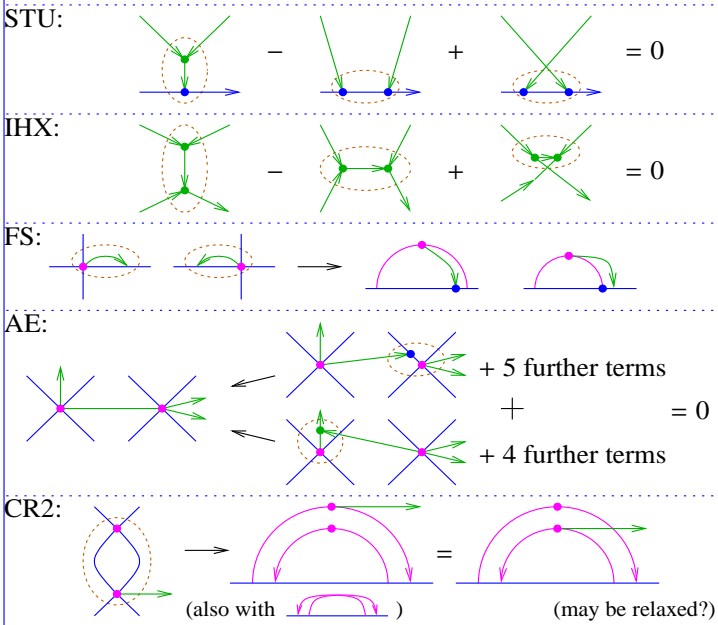 STU:
− + = 0
IHX:
− + = 0
FS:
AE:
+ 5 further terms
+ = 0
+ 4 further terms
CR2:
=
(also with )
(may be relaxed?)